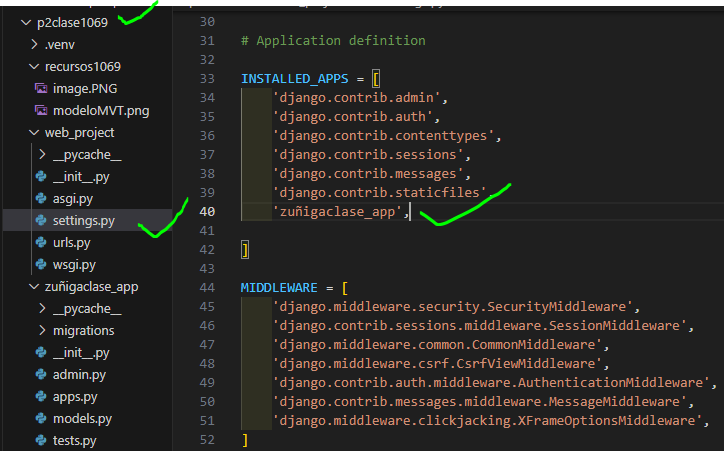 p2clase1069
.venv
recursos1069
image.PNG
modeloMVT.png
web_project
__pycache__
__init__.py
asgi.py
settings.py
urls.py
wsgi.py
zuñigaclase_app
__pycache__
migrations
__init__.py
admin.py
apps.py
models.py
tests.py
30
31 # Application definition
32
33 INSTALLED_APPS = [
34 'django.contrib.admin',
35 'django.contrib.auth',
36 'django.contrib.contenttypes',
37 'django.contrib.sessions',
38 'django.contrib.messages',
39 'django.contrib.staticfiles'
40 'zuñigaclase_app',
41
42 ]
43
44 MIDDLEWARE = [
45 'django.middleware.security.SecurityMiddleware',
46 'django.contrib.sessions.middleware.SessionMiddleware',
47 'django.middleware.common.CommonMiddleware',
48 'django.middleware.csrf.CsrfViewMiddleware',
49 'django.contrib.auth.middleware.AuthenticationMiddleware',
50 'django.contrib.messages.middleware.MessageMiddleware',
51 'django.middleware.clickjacking.XFrameOptionsMiddleware',
52 ]